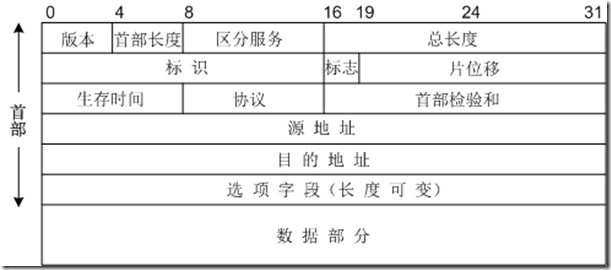 0 4 8 16 19 24 31
版本 首部长度 区分服务 总长度
标识 标志 片位移
生存时间 协议 首部检验和
源地址
目的地址
选项字段(长度可变)
数据部分
首部